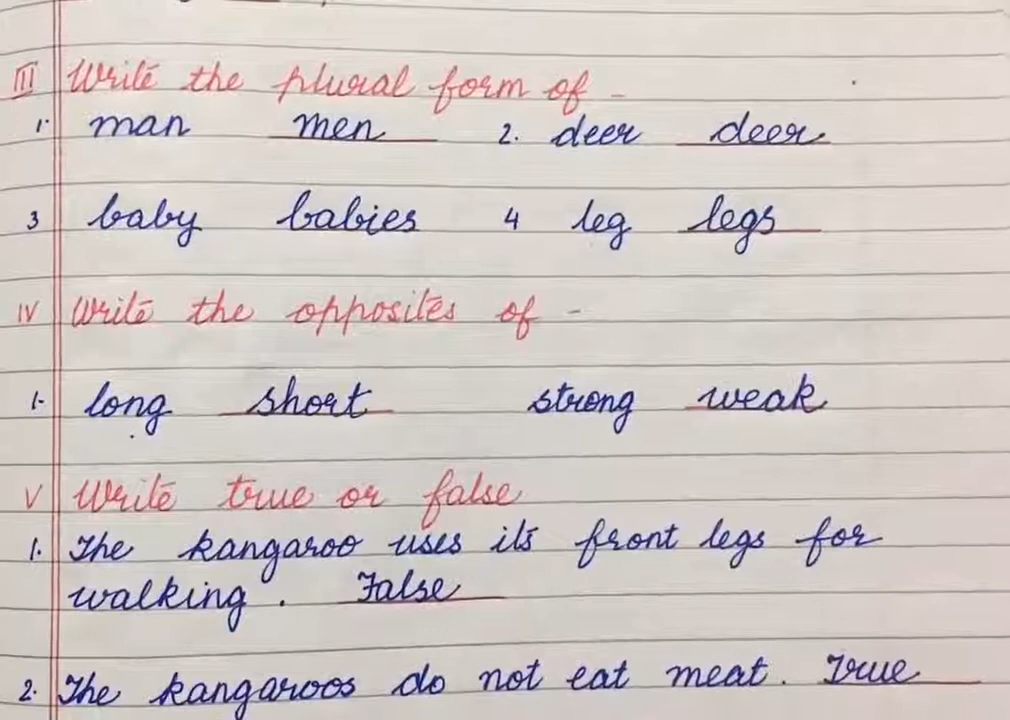 III Write the plural form of -
1. man men 2. deer deer
3 baby babies 4 leg legs
IV Write the opposites of -
1. long short strong weak
V Write true or false
1. The kangaroo uses its front legs for
walking. False
2. The kangaroos do not eat meat. True